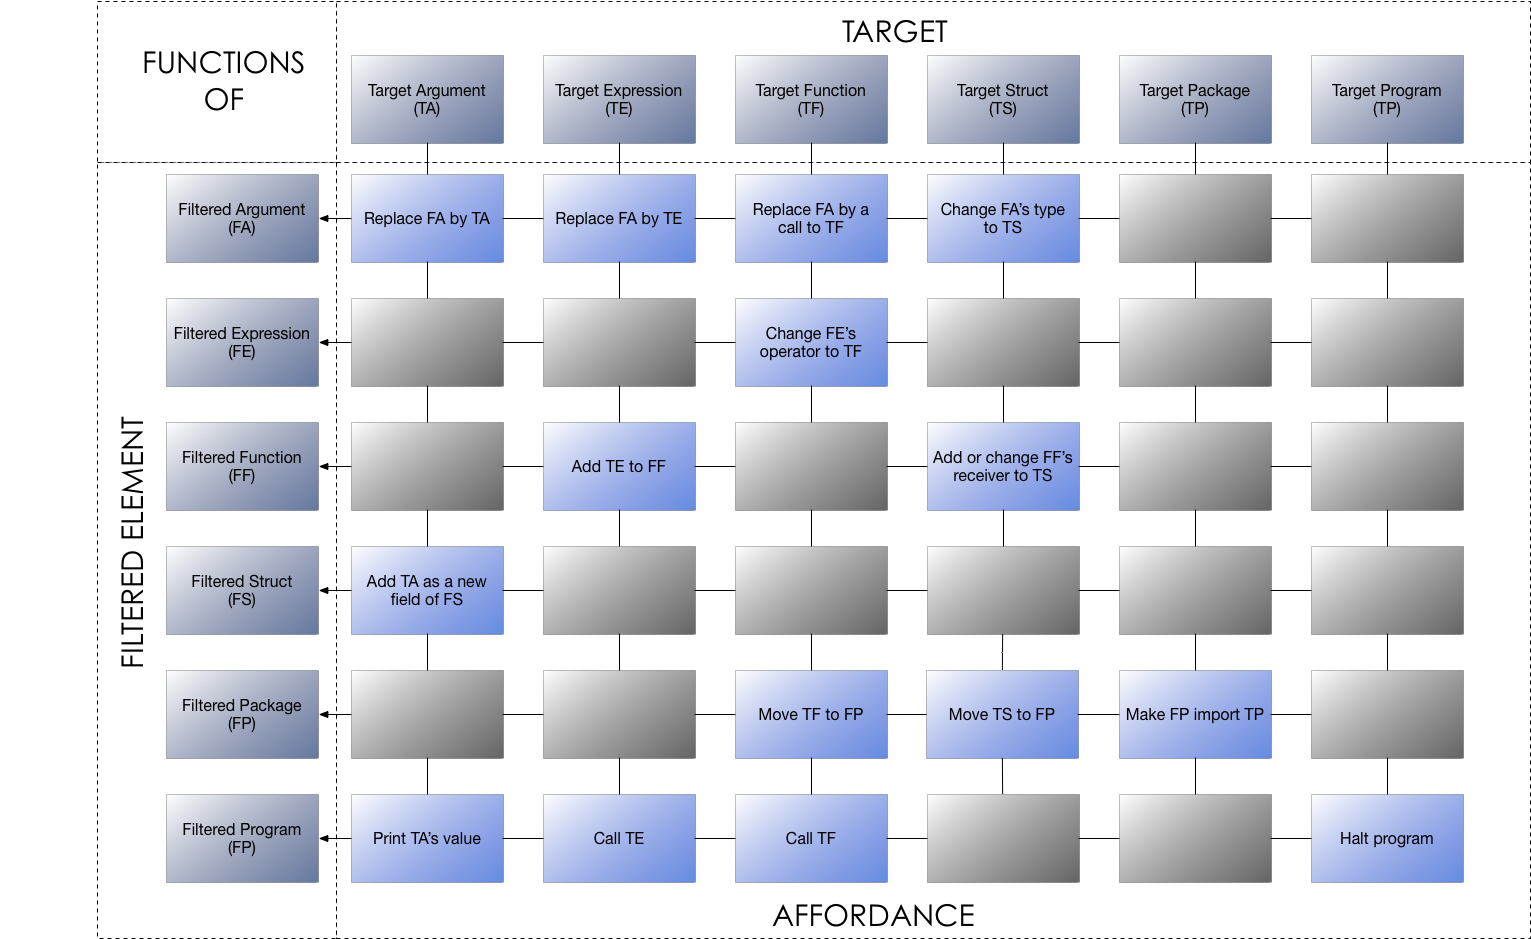 FUNCTIONS
OF
TARGET
Target Argument
(TA)
Target Expression
(TE)
Target Function
(TF)
Target Struct
(TS)
Target Package
(TP)
Target Program
(TP)
FILTERED ELEMENT
Filtered Argument
(FA)
Replace FA by TA
Replace FA by TE
Replace FA by a
call to TF
Change FA's type
to TS
Filtered Expression
(FE)
Change FE's
operator to TF
Filtered Function
(FF)
Add TE to FF
Add or change FF's
receiver to TS
Filtered Struct
(FS)
Add TA as a new
field of FS
Filtered Package
(FP)
Move TF to FP
Move TS to FP
Make FP import TP
Filtered Program
(FP)
Print TA's value
Call TE
Call TF
Halt program
AFFORDANCE